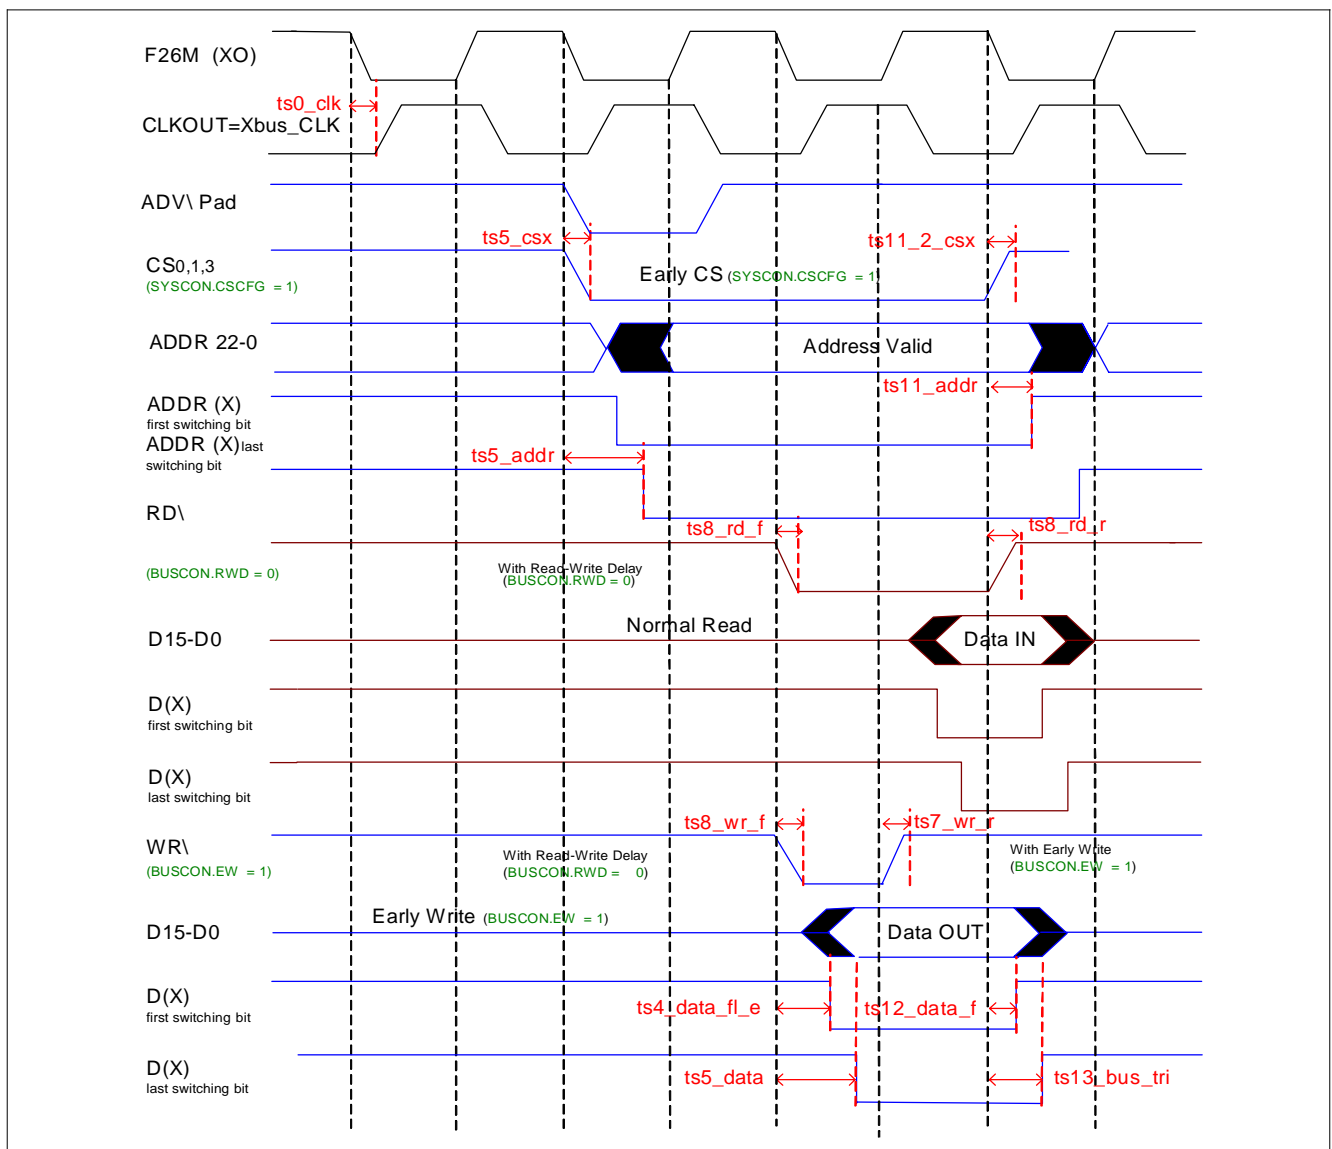 F26M (XO)
ts0_clk
CLKOUT=Xbus_CLK
ADV\ Pad
ts5_csx
ts11_2_csx
CS0,1,3
(SYSCON.CSCFG = 1)
Early CS (SYSCON.CSCFG = 1)
ADDR 22-0
Address Valid
ts11_addr
ADDR (X)
first switching bit
ADDR (X)last
switching bit
ts5_addr
RD\
ts8_rd_f
ts8_rd_r
(BUSCON.RWD = 0)
With Read-Write Delay
(BUSCON.RWD = 0)
Normal Read
D15-D0
Data IN
D(X)
first switching bit
D(X)
last switching bit
ts8_wr_f
ts7_wr_r
WR\
(BUSCON.EW = 1)
With Read-Write Delay
(BUSCON.RWD = 0)
With Early Write
(BUSCON.EW = 1)
Early Write (BUSCON.EW = 1)
D15-D0
Data OUT
D(X)
first switching bit
ts4_data_fl_e
ts12_data_f
D(X)
last switching bit
ts5_data
ts13_bus_tri